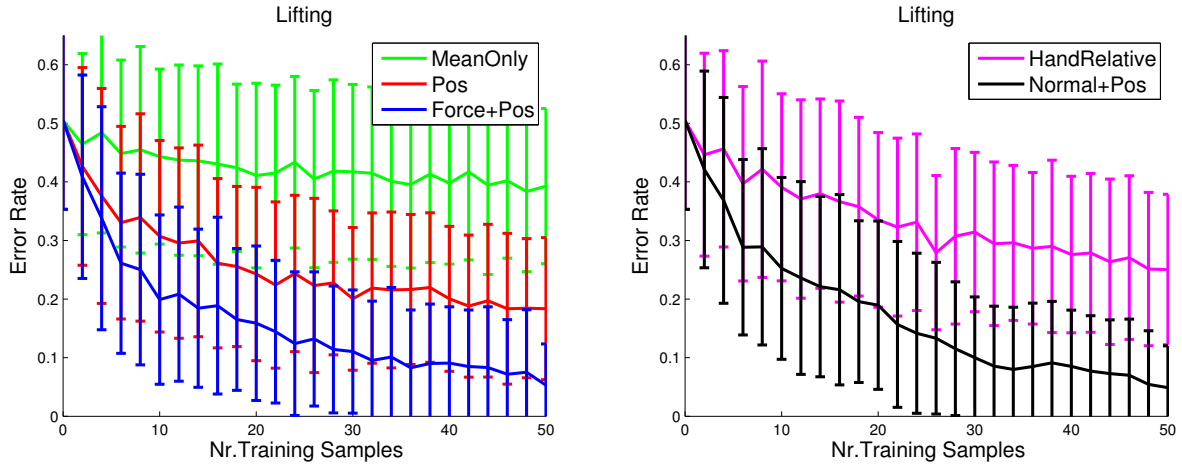 Lifting
Error Rate
0.6
0.5
0.4
0.3
0.2
0.1
0
MeanOnly
Pos
Force+Pos
0 10 20 30 40 50
Nr.Training Samples
Lifting
Error Rate
0.6
0.5
0.4
0.3
0.2
0.1
0
HandRelative
Normal+Pos
0 10 20 30 40 50
Nr.Training Samples